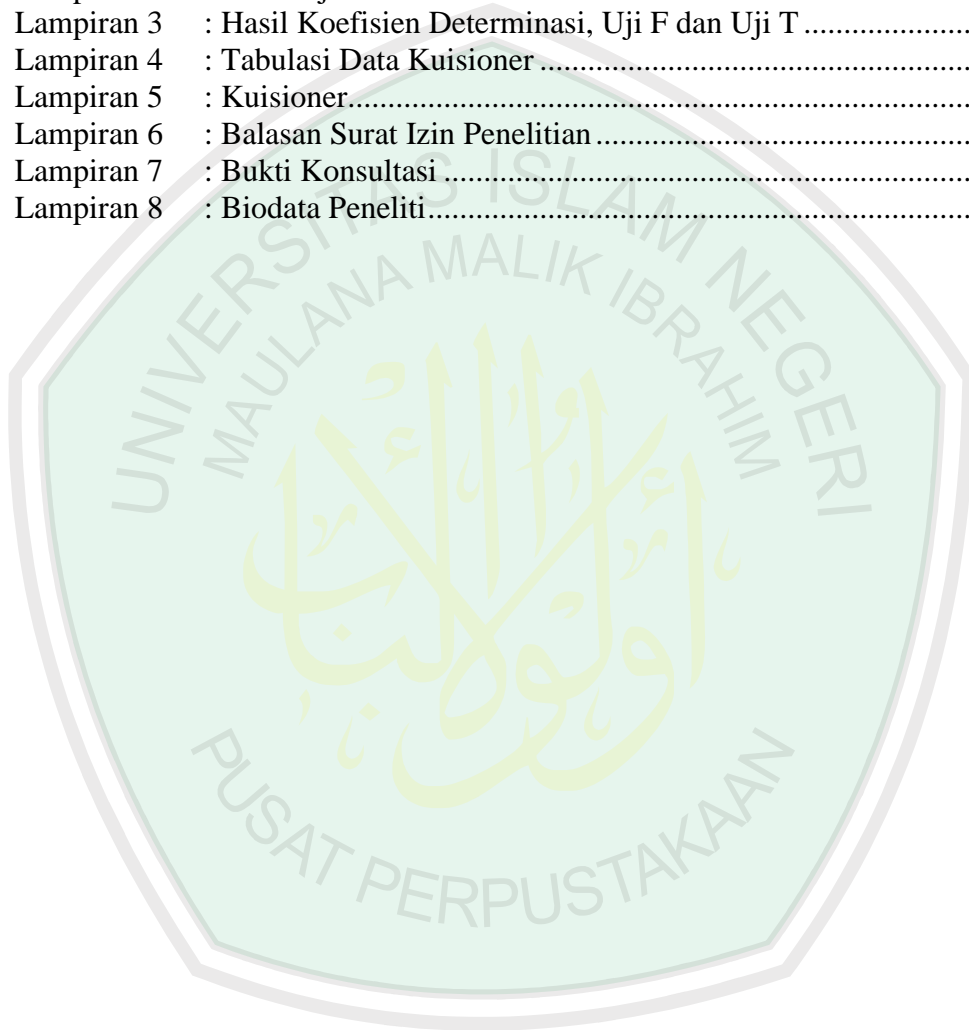 Lampiran 3 : Hasil Koefisien Determinasi, Uji F dan Uji T .....................
Lampiran 4 : Tabulasi Data Kuisioner .....................................................
Lampiran 5 : Kuisioner...............................................................................
Lampiran 6 : Balasan Surat Izin Penelitian ..............................................
Lampiran 7 : Bukti Konsultasi ..................................................................
Lampiran 8 : Biodata Peneliti....................................................................
UNIVERSITAS ISLAM NEGERI
MAULANA MALIK IBRAHIM
أولوا الألباب
PUSAT PERPUSTAKAAN